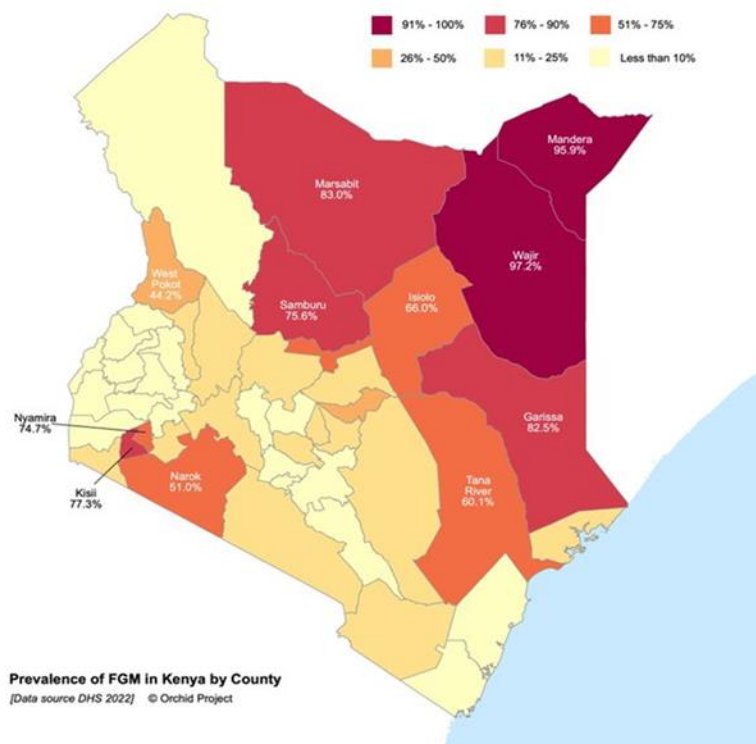 91% - 100% 76% - 90% 51% - 75%
26% - 50% 11% - 25% Less than 10%
Mandera
95.9%
Marsabit
83.0%
Wajir
97.2%
West
Pokot
44.2%
Samburu
75.6%
Isiolo
66.0%
Garissa
82.5%
Nyamira
74.7%
Kisii
77.3%
Narok
51.0%
Tana
River
60.1%
Prevalence of FGM in Kenya by County
[Data source DHS 2022] © Orchid Project